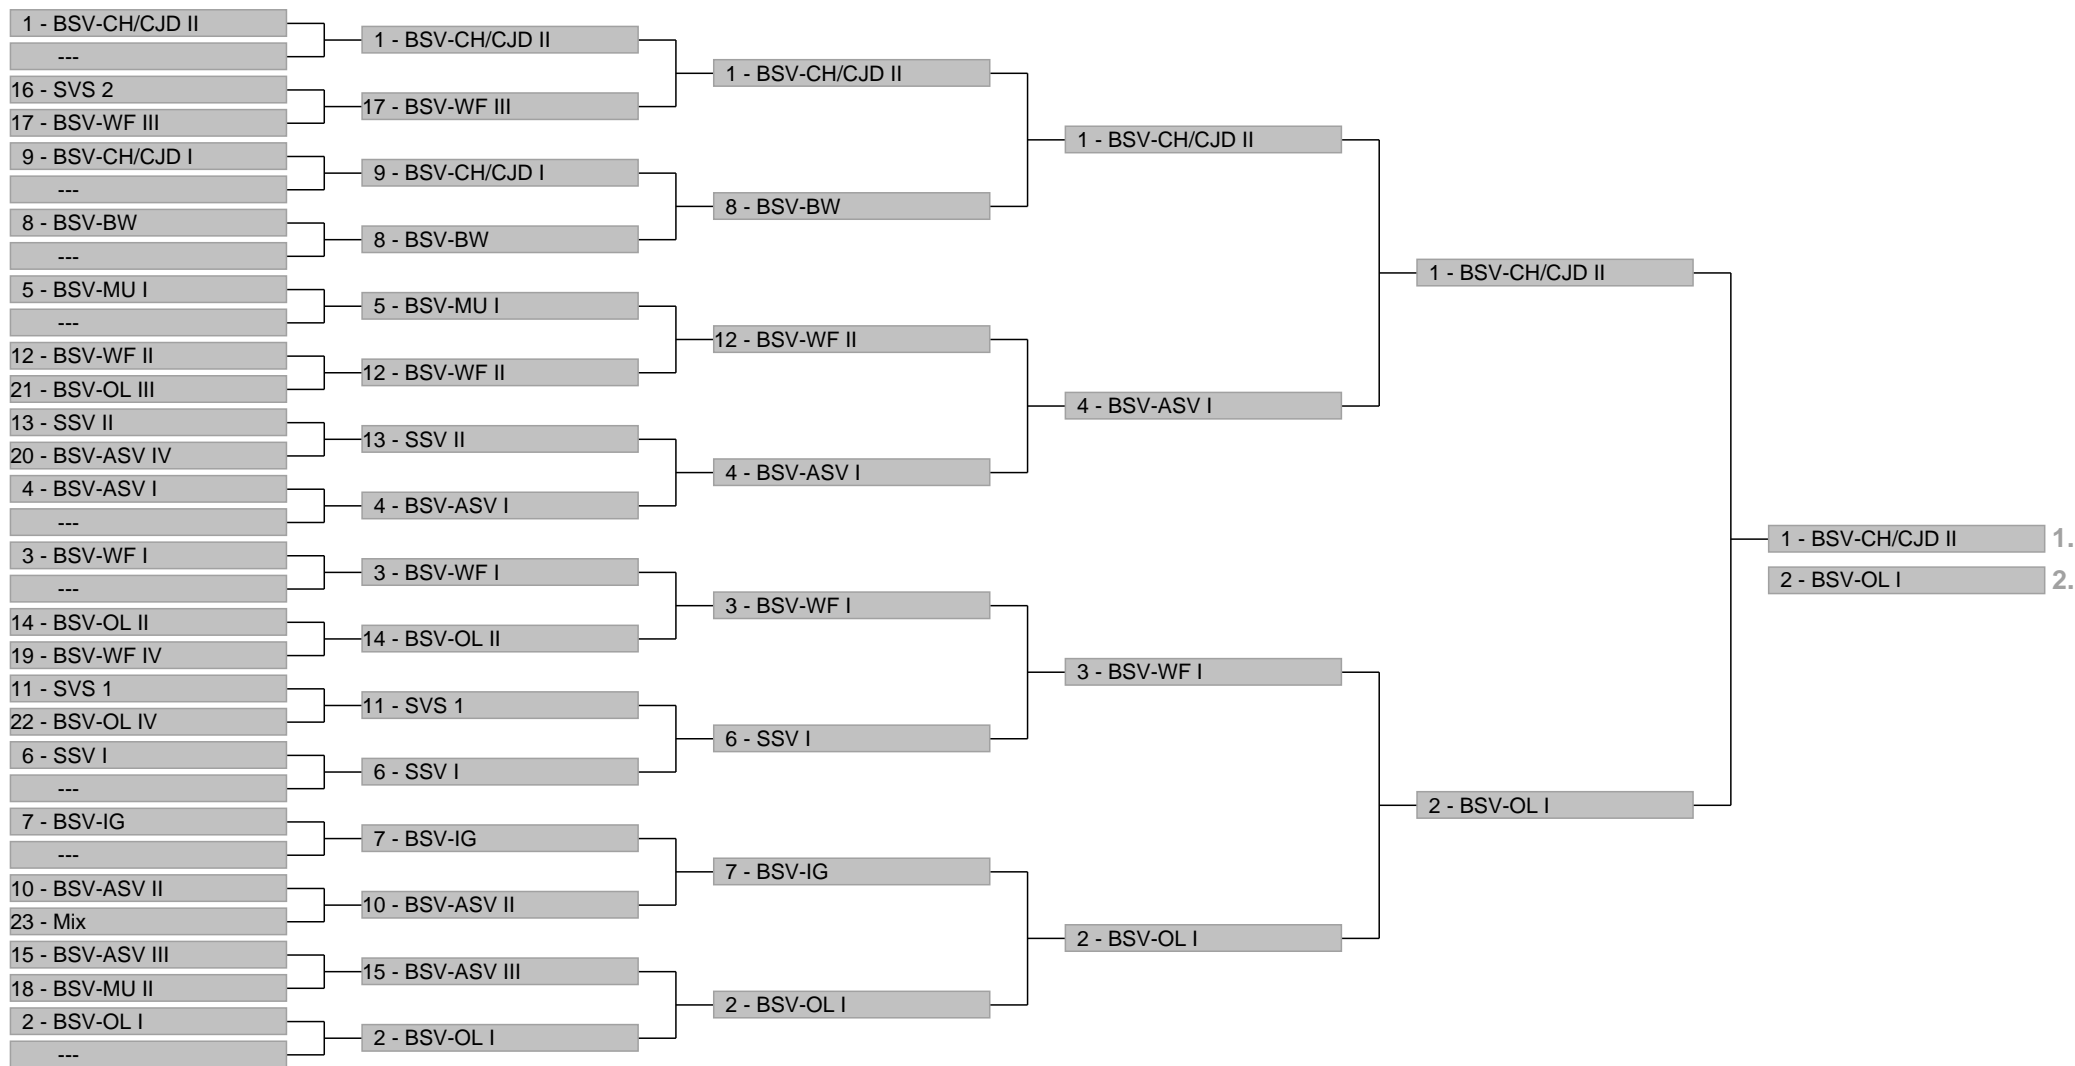 1 - BSV-CH/CJD II
---
16 - SVS 2
17 - BSV-WF III
9 - BSV-CH/CJD I
---
8 - BSV-BW
---
5 - BSV-MU I
---
12 - BSV-WF II
21 - BSV-OL III
13 - SSV II
20 - BSV-ASV IV
4 - BSV-ASV I
---
3 - BSV-WF I
---
14 - BSV-OL II
19 - BSV-WF IV
11 - SVS 1
22 - BSV-OL IV
6 - SSV I
---
7 - BSV-IG
---
10 - BSV-ASV II
23 - Mix
15 - BSV-ASV III
18 - BSV-MU II
2 - BSV-OL I
---
1 - BSV-CH/CJD II
17 - BSV-WF III
9 - BSV-CH/CJD I
8 - BSV-BW
5 - BSV-MU I
12 - BSV-WF II
13 - SSV II
4 - BSV-ASV I
3 - BSV-WF I
14 - BSV-OL II
11 - SVS 1
6 - SSV I
7 - BSV-IG
10 - BSV-ASV II
15 - BSV-ASV III
2 - BSV-OL I
1 - BSV-CH/CJD II
8 - BSV-BW
12 - BSV-WF II
4 - BSV-ASV I
3 - BSV-WF I
6 - SSV I
7 - BSV-IG
2 - BSV-OL I
1 - BSV-CH/CJD II
4 - BSV-ASV I
3 - BSV-WF I
2 - BSV-OL I
1 - BSV-CH/CJD II
2 - BSV-OL I
1 - BSV-CH/CJD II 1.
2 - BSV-OL I 2.